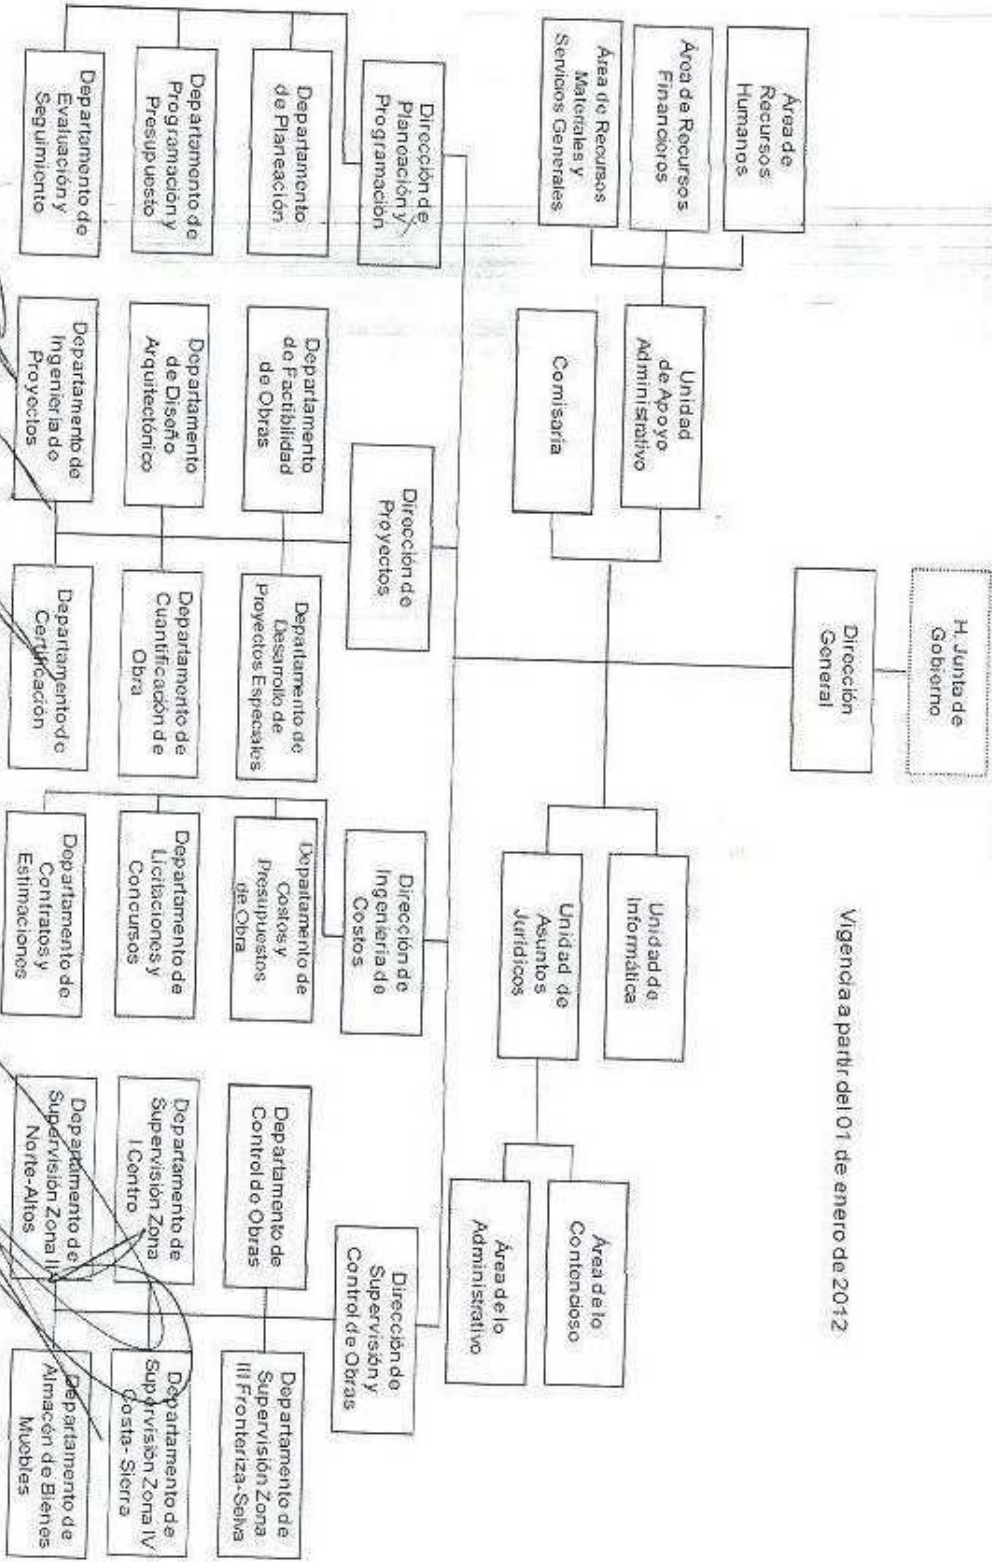 Vigencia a partir del 01 de enero de 2012
H. Junta de
Gobierno
Dirección
General
Unidad
de Apoyo
Administrativo
Comisaría
Área de
Recursos
Humanos
Área de Recursos
Financieros
Área de Recursos
Materiales y
Servicios Generales
Unidad de
Informática
Unidad de
Asuntos
Jurídicos
Área de lo
Contencioso
Área de lo
Administrativo
Dirección de
Planeación y
Programación
Departamento
de Planeación
Departamento de
Programación y
Presupuesto
Departamento de
Evaluación y
Seguimiento
Dirección de
Proyectos
Departamento
de Factibilidad
de Obras
Departamento de
Desarrollo de
Proyectos Especiales
Departamento
de Diseño
Arquitectónico
Departamento de
Cuantificación de
Obra
Departamento de
Ingeniería de
Proyectos
Departamento de
Certificación
Dirección de
Ingeniería de
Costos
Departamento de
Costos y
Presupuestos
de Obra
Departamento de
Licitaciones y
Concursos
Departamento de
Contratos y
Estimaciones
Dirección de
Supervisión y
Control de Obras
Departamento de
Control de Obras
Departamento de
Supervisión Zona
III Fronteriza-Selva
Departamento de
Supervisión Zona
I Centro
Departamento de
Supervisión Zona IV
Costa- Sierra
Departamento de
Supervisión Zona II
Norte-Altos
Departamento de
Almacén de Bienes
Muebles